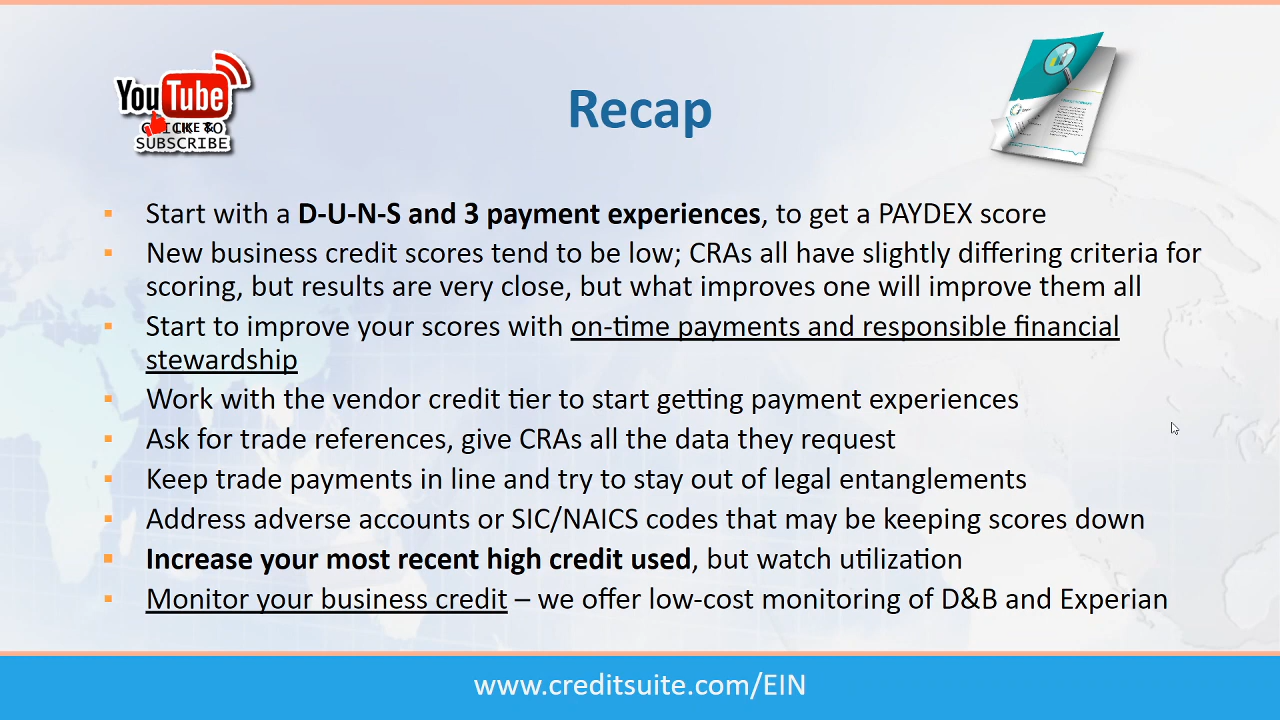 YouTube
SUBSCRIBE
Recap
Start with a D-U-N-S and 3 payment experiences, to get a PAYDEX score
New business credit scores tend to be low; CRAs all have slightly differing criteria for
scoring, but results are very close, but what improves one will improve them all
Start to improve your scores with on-time payments and responsible financial
stewardship
Work with the vendor credit tier to start getting payment experiences
Ask for trade references, give CRAs all the data they request
Keep trade payments in line and try to stay out of legal entanglements
Address adverse accounts or SIC/NAICS codes that may be keeping scores down
Increase your most recent high credit used, but watch utilization
Monitor your business credit – we offer low-cost monitoring of D&B and Experian
www.creditsuite.com/EIN